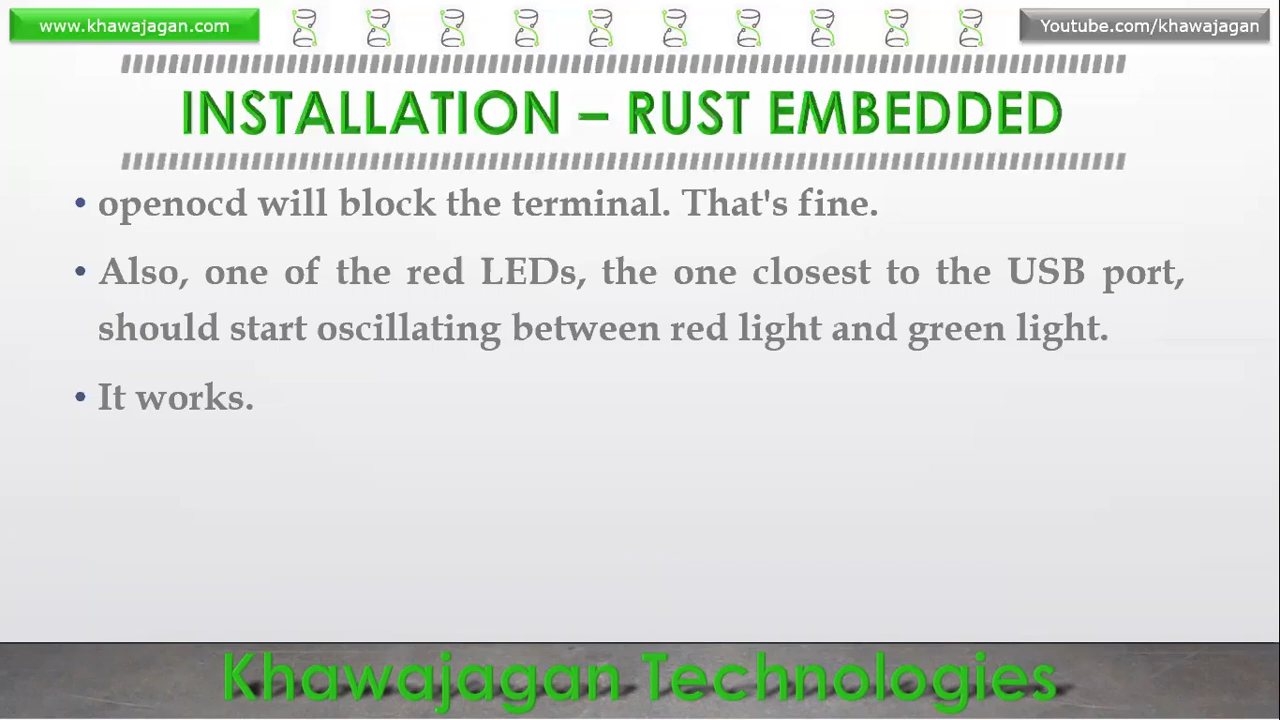 www.khawajagan.com
Youtube.com/khawajagan
INSTALLATION – RUST EMBEDDED
• openocd will block the terminal. That's fine.
• Also, one of the red LEDs, the one closest to the USB port,
should start oscillating between red light and green light.
• It works.
Khawajagan Technologies